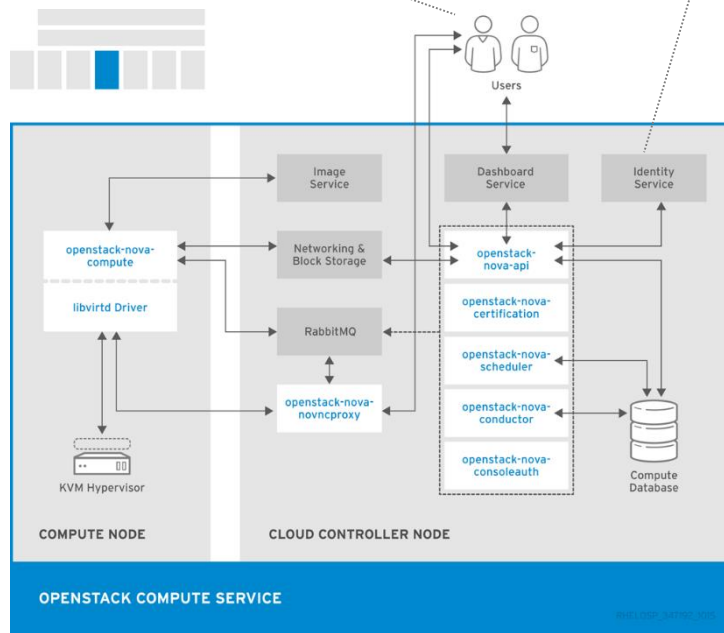 Users
Image
Service
Dashboard
Service
Identity
Service
openstack-nova-
compute
Networking &
Block Storage
openstack-
nova-api
libvirtd Driver
openstack-nova-
certification
RabbitMQ
openstack-nova-
scheduler
openstack-nova-
novncproxy
openstack-nova-
conductor
openstack-nova-
consoleauth
KVM Hypervisor
Compute
Database
COMPUTE NODE
CLOUD CONTROLLER NODE
OPENSTACK COMPUTE SERVICE